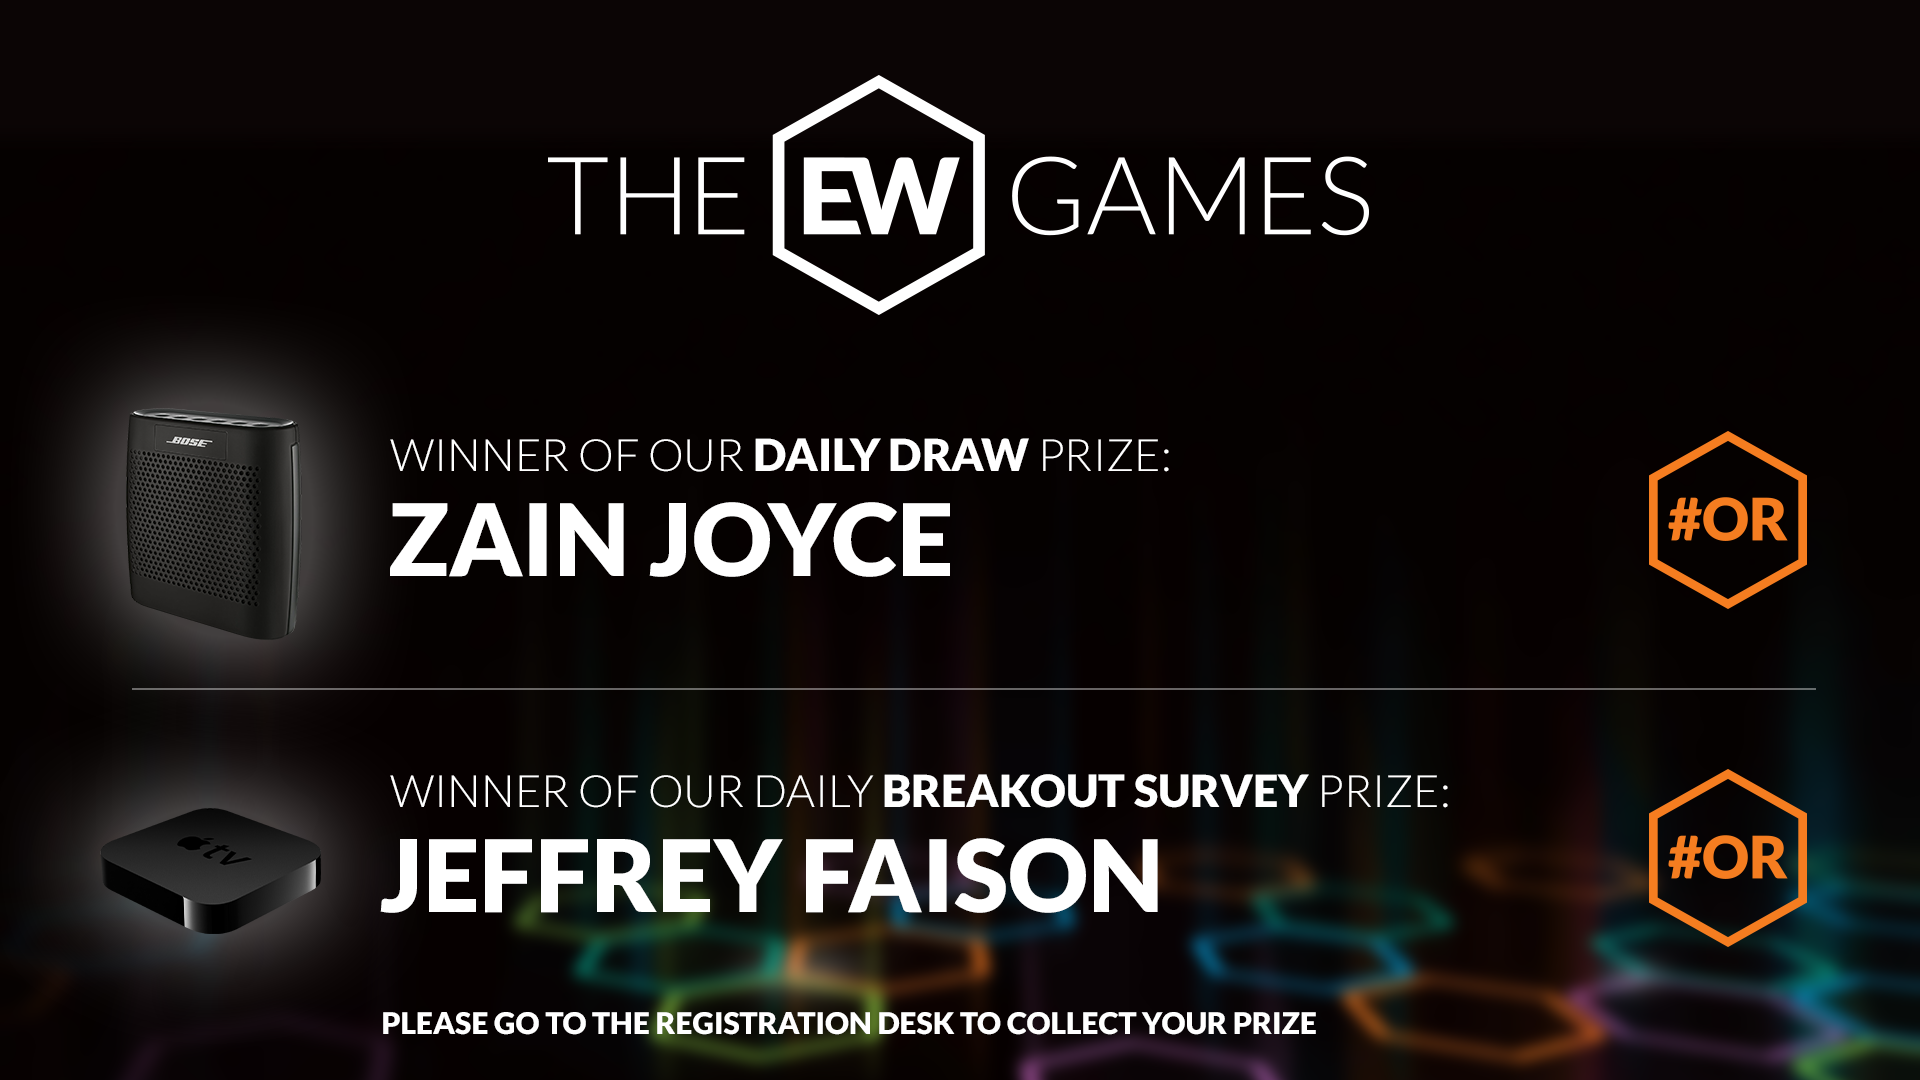 THE EW GAMES
BOSE
WINNER OF OUR DAILY DRAW PRIZE:
ZAIN JOYCE
#OR
WINNER OF OUR DAILY BREAKOUT SURVEY PRIZE:
JEFFREY FAISON
#OR
tv
PLEASE GO TO THE REGISTRATION DESK TO COLLECT YOUR PRIZE